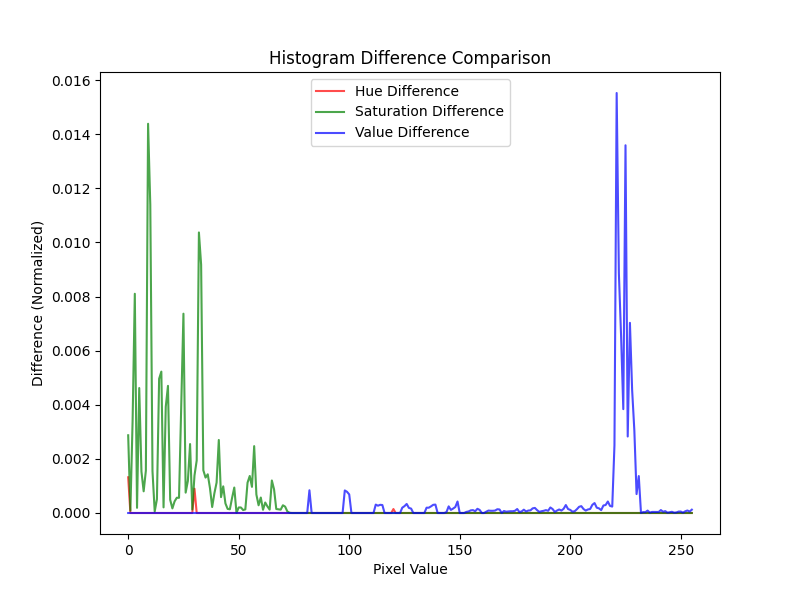 Histogram Difference Comparison
Hue Difference
Saturation Difference
Value Difference
0.016
0.014
0.012
0.010
0.008
0.006
0.004
0.002
0.000
Difference (Normalized)
0 50 100 150 200 250
Pixel Value